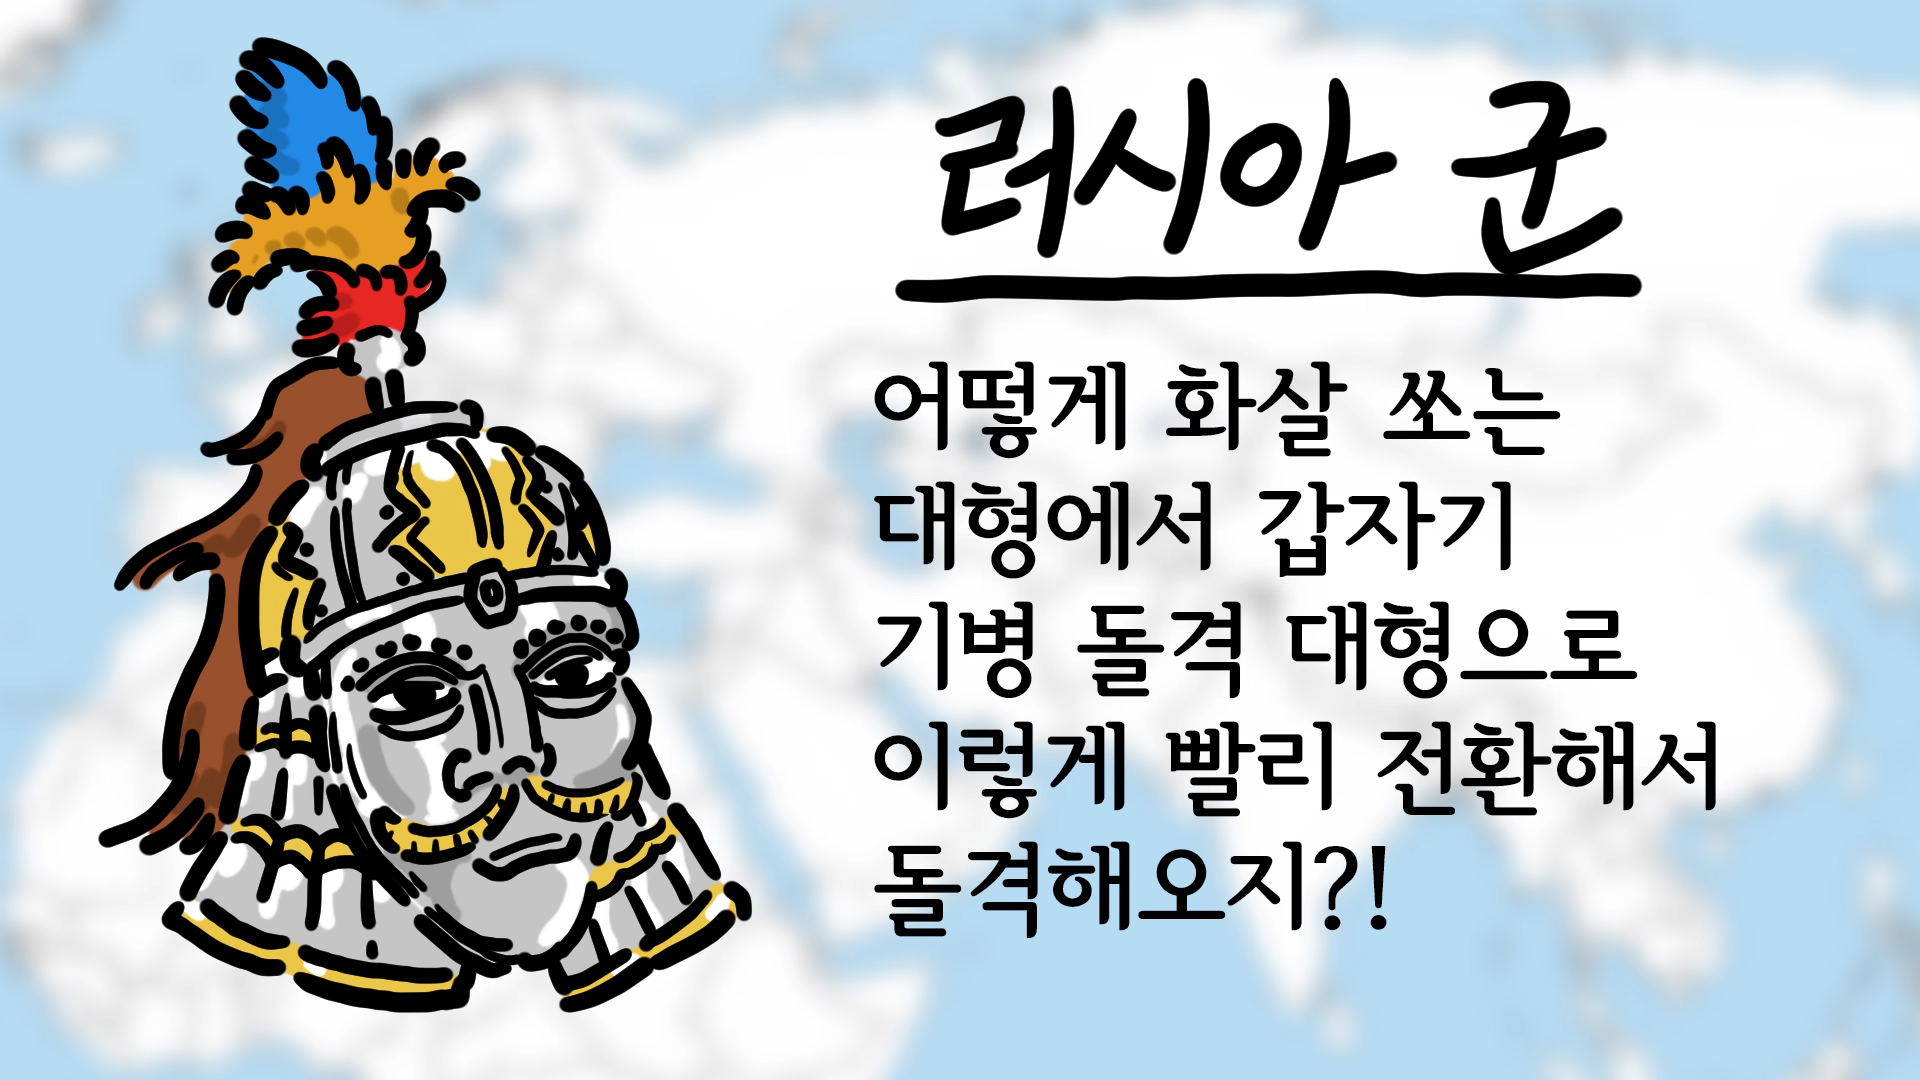 러시아 군
어떻게 화살 쏘는
대형에서 갑자기
기병 돌격 대형으로
이렇게 빨리 전환해서
돌격해오지?!